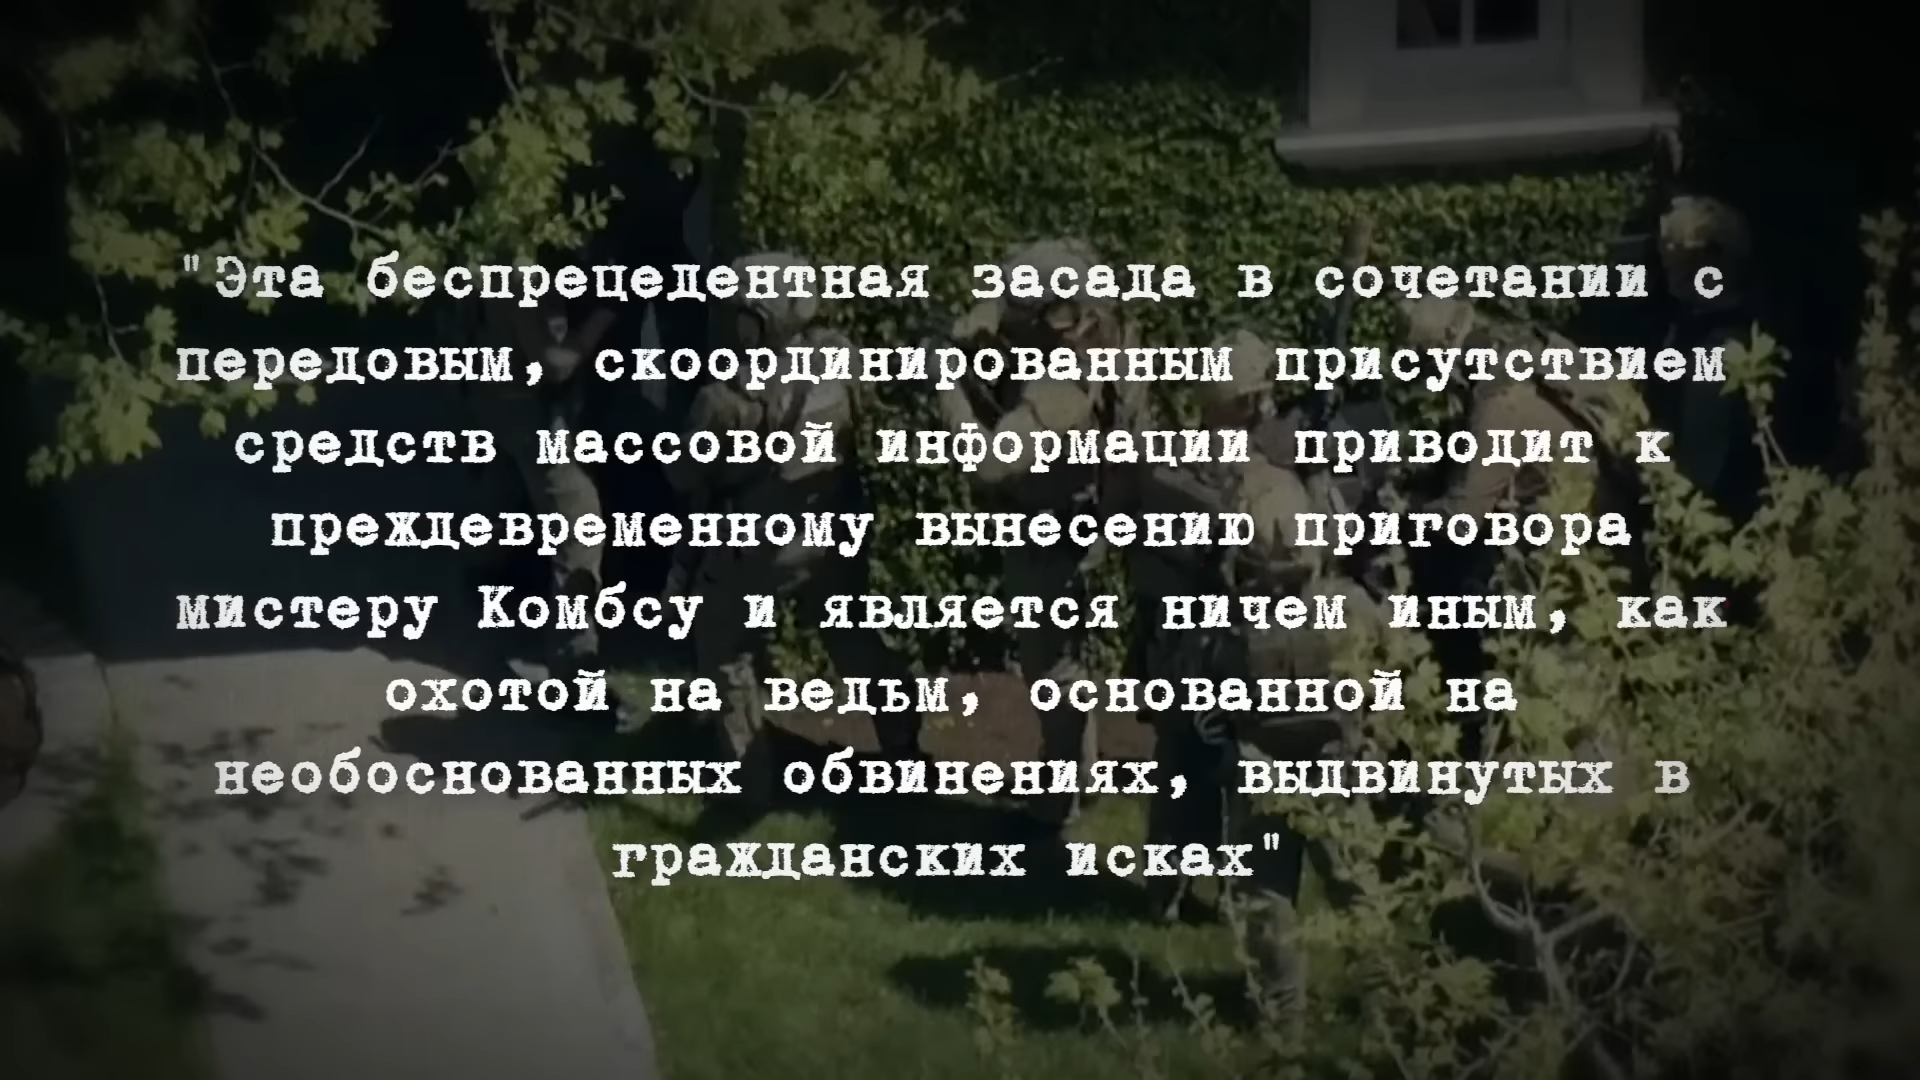 "Эта беспрецедентная засада в сочетании с
передовым, скоординированным присутствием
средств массовой информации приводит к
преждевременному вынесению приговора
мистеру Комбсу и является ничем иным, как
охотой на ведьм, основанной на
необоснованных обвинениях, выдвинутых в
гражданских исках"